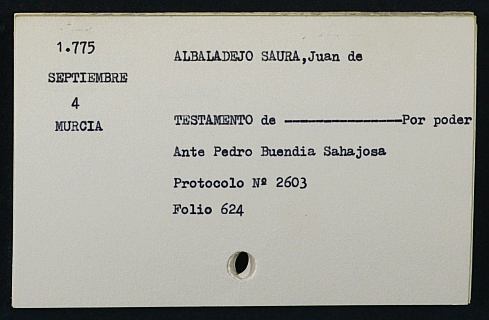 1.775
SEPTIEMBRE
4
MURCIA
ALBALADEJO SAURA, Juan de
TESTAMENTO de ----------------Por poder
Ante Pedro Buendia Sahajosa
Protocolo Nº 2603
Folio 624